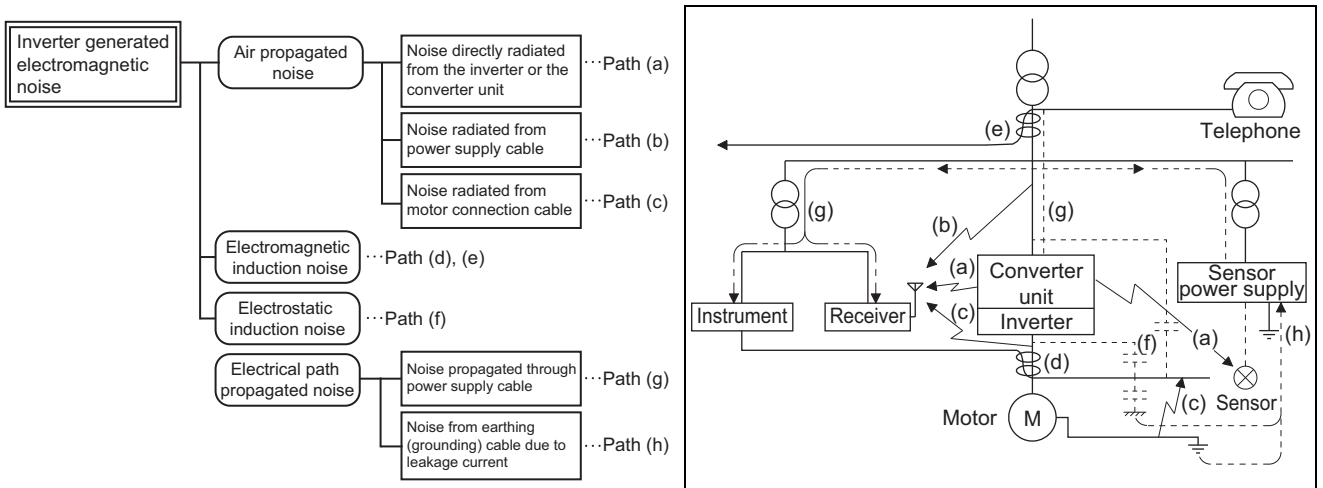 Inverter generated
electromagnetic
noise
Air propagated
noise
Noise directly radiated
from the inverter or the
converter unit
···Path (a)
Noise radiated from
power supply cable
···Path (b)
Noise radiated from
motor connection cable
···Path (c)
Electromagnetic
induction noise
···Path (d), (e)
Electrostatic
induction noise
···Path (f)
Electrical path
propagated noise
Noise propagated through
power supply cable
···Path (g)
Noise from earthing
(grounding) cable due to
leakage current
···Path (h)
(e)
Telephone
(g)
(g)
(b)
(a)
(c)
Converter
unit
Inverter
Sensor
power supply
Instrument
Receiver
(f)
(a)
(h)
(d)
(c)
Sensor
Motor
M